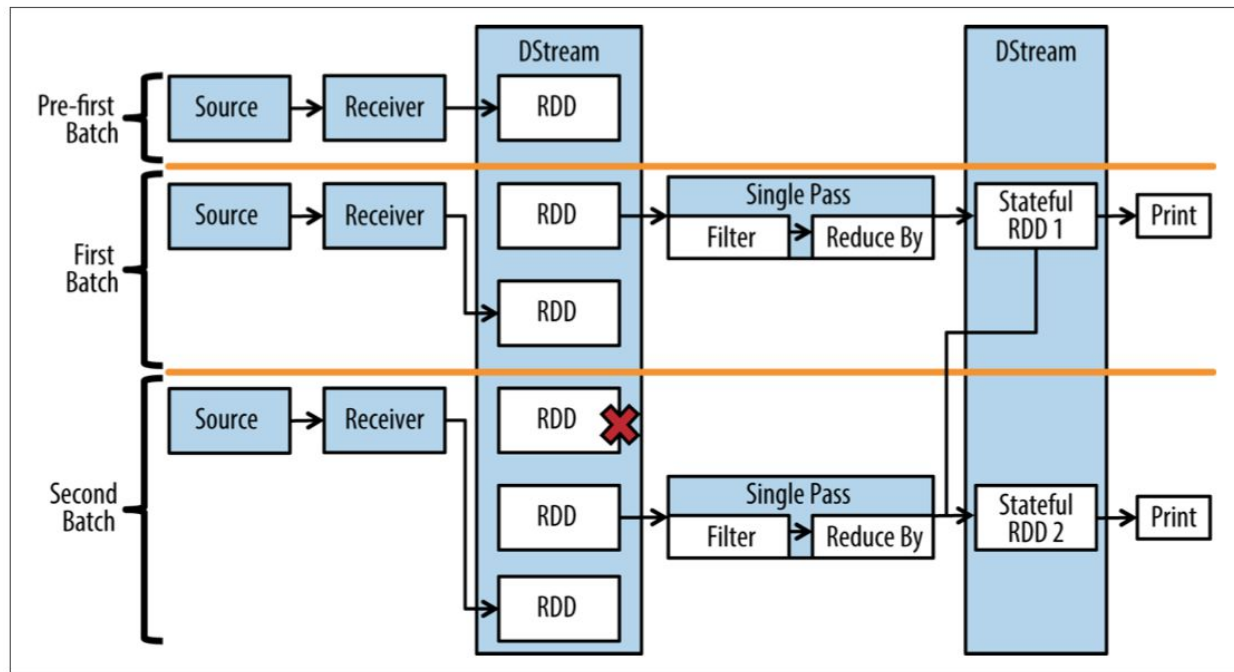 DStream
DStream
Pre-first
Batch
Source
Receiver
RDD
First
Batch
Source
Receiver
RDD
Single Pass
Filter
Reduce By
Stateful
RDD 1
Print
RDD
Second
Batch
Source
Receiver
RDD
RDD
Single Pass
Filter
Reduce By
Stateful
RDD 2
Print
RDD